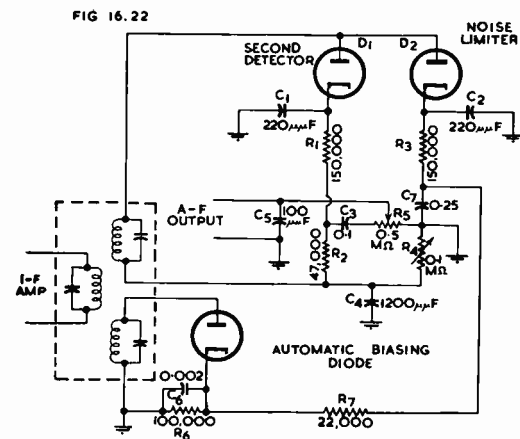 FIG 16.22
NOISE
LIMITER
SECOND
DETECTOR
D1
D2
C1
220μμF
C2
220μμF
R1
150,000
R3
150,000
A-F
OUTPUT
C5
100
μμF
C3
0.1
R5
0.5
MΩ
C7
0.25
R4
0.1
MΩ
47,000
R2
C4
1200μμF
I-F
AMP
AUTOMATIC BIASING
DIODE
0.002
C6
100,000
R6
R7
22,000